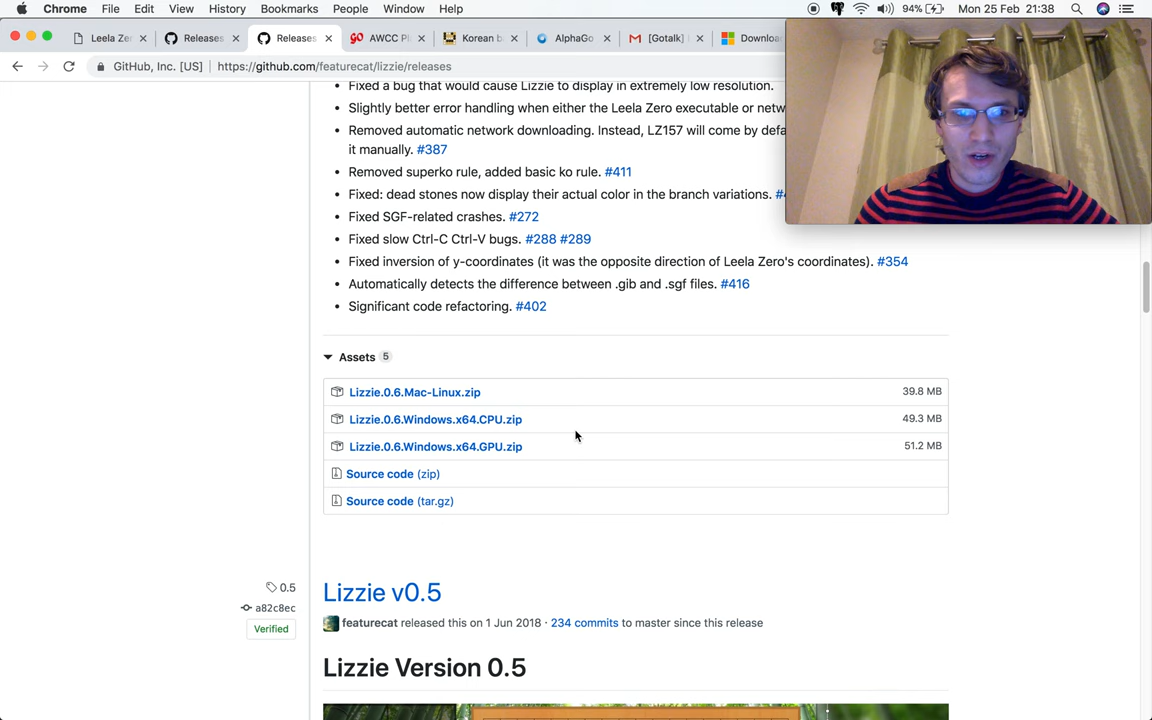 Chrome File Edit View History Bookmarks People Window Help 94% Mon 25 Feb 21:38
Leela Ze Releases Releases AWCC Pl Korean b AlphaGo [Gotalk] Downloa
GitHub, Inc. [US] https://github.com/featurecat/lizzie/releases
• Fixed a bug that would cause Lizzie to display in extremely low resolution.
• Slightly better error handling when either the Leela Zero executable or netw
• Removed automatic network downloading. Instead, LZ157 will come by defa
it manually. #387
• Removed superko rule, added basic ko rule. #411
• Fixed: dead stones now display their actual color in the branch variations. #
• Fixed SGF-related crashes. #272
• Fixed slow Ctrl-C Ctrl-V bugs. #288 #289
• Fixed inversion of y-coordinates (it was the opposite direction of Leela Zero's coordinates). #354
• Automatically detects the difference between .gib and .sgf files. #416
• Significant code refactoring. #402
Assets 5
Lizzie.0.6.Mac-Linux.zip 39.8 MB
Lizzie.0.6.Windows.x64.CPU.zip 49.3 MB
Lizzie.0.6.Windows.x64.GPU.zip 51.2 MB
Source code (zip)
Source code (tar.gz)
0.5
a82c8ec
Verified
Lizzie v0.5
featurecat released this on 1 Jun 2018 · 234 commits to master since this release
Lizzie Version 0.5